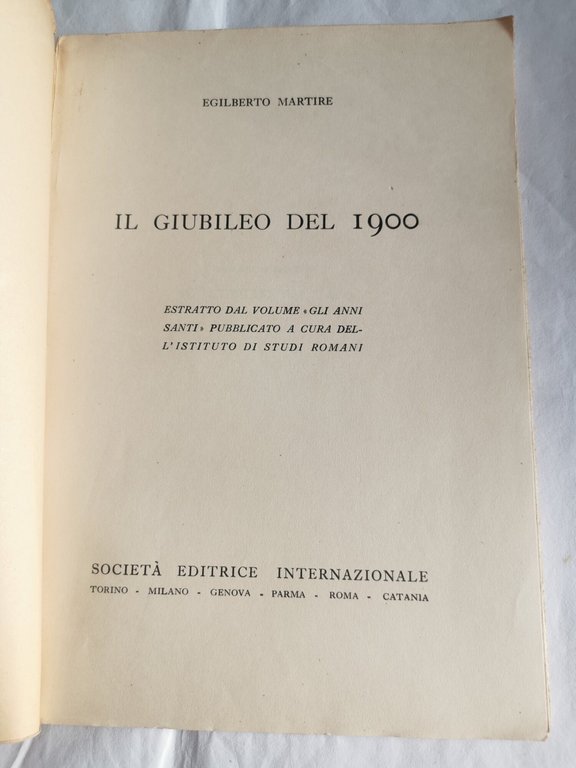 EGILBERTO MARTIRE
IL GIUBILEO DEL 1900
ESTRATTO DAL VOLUME «GLI ANNI
SANTI» PUBBLICATO A CURA DEL-
L'ISTITUTO DI STUDI ROMANI
SOCIETÀ EDITRICE INTERNAZIONALE
TORINO - MILANO - GENOVA - PARMA - ROMA - CATANIA